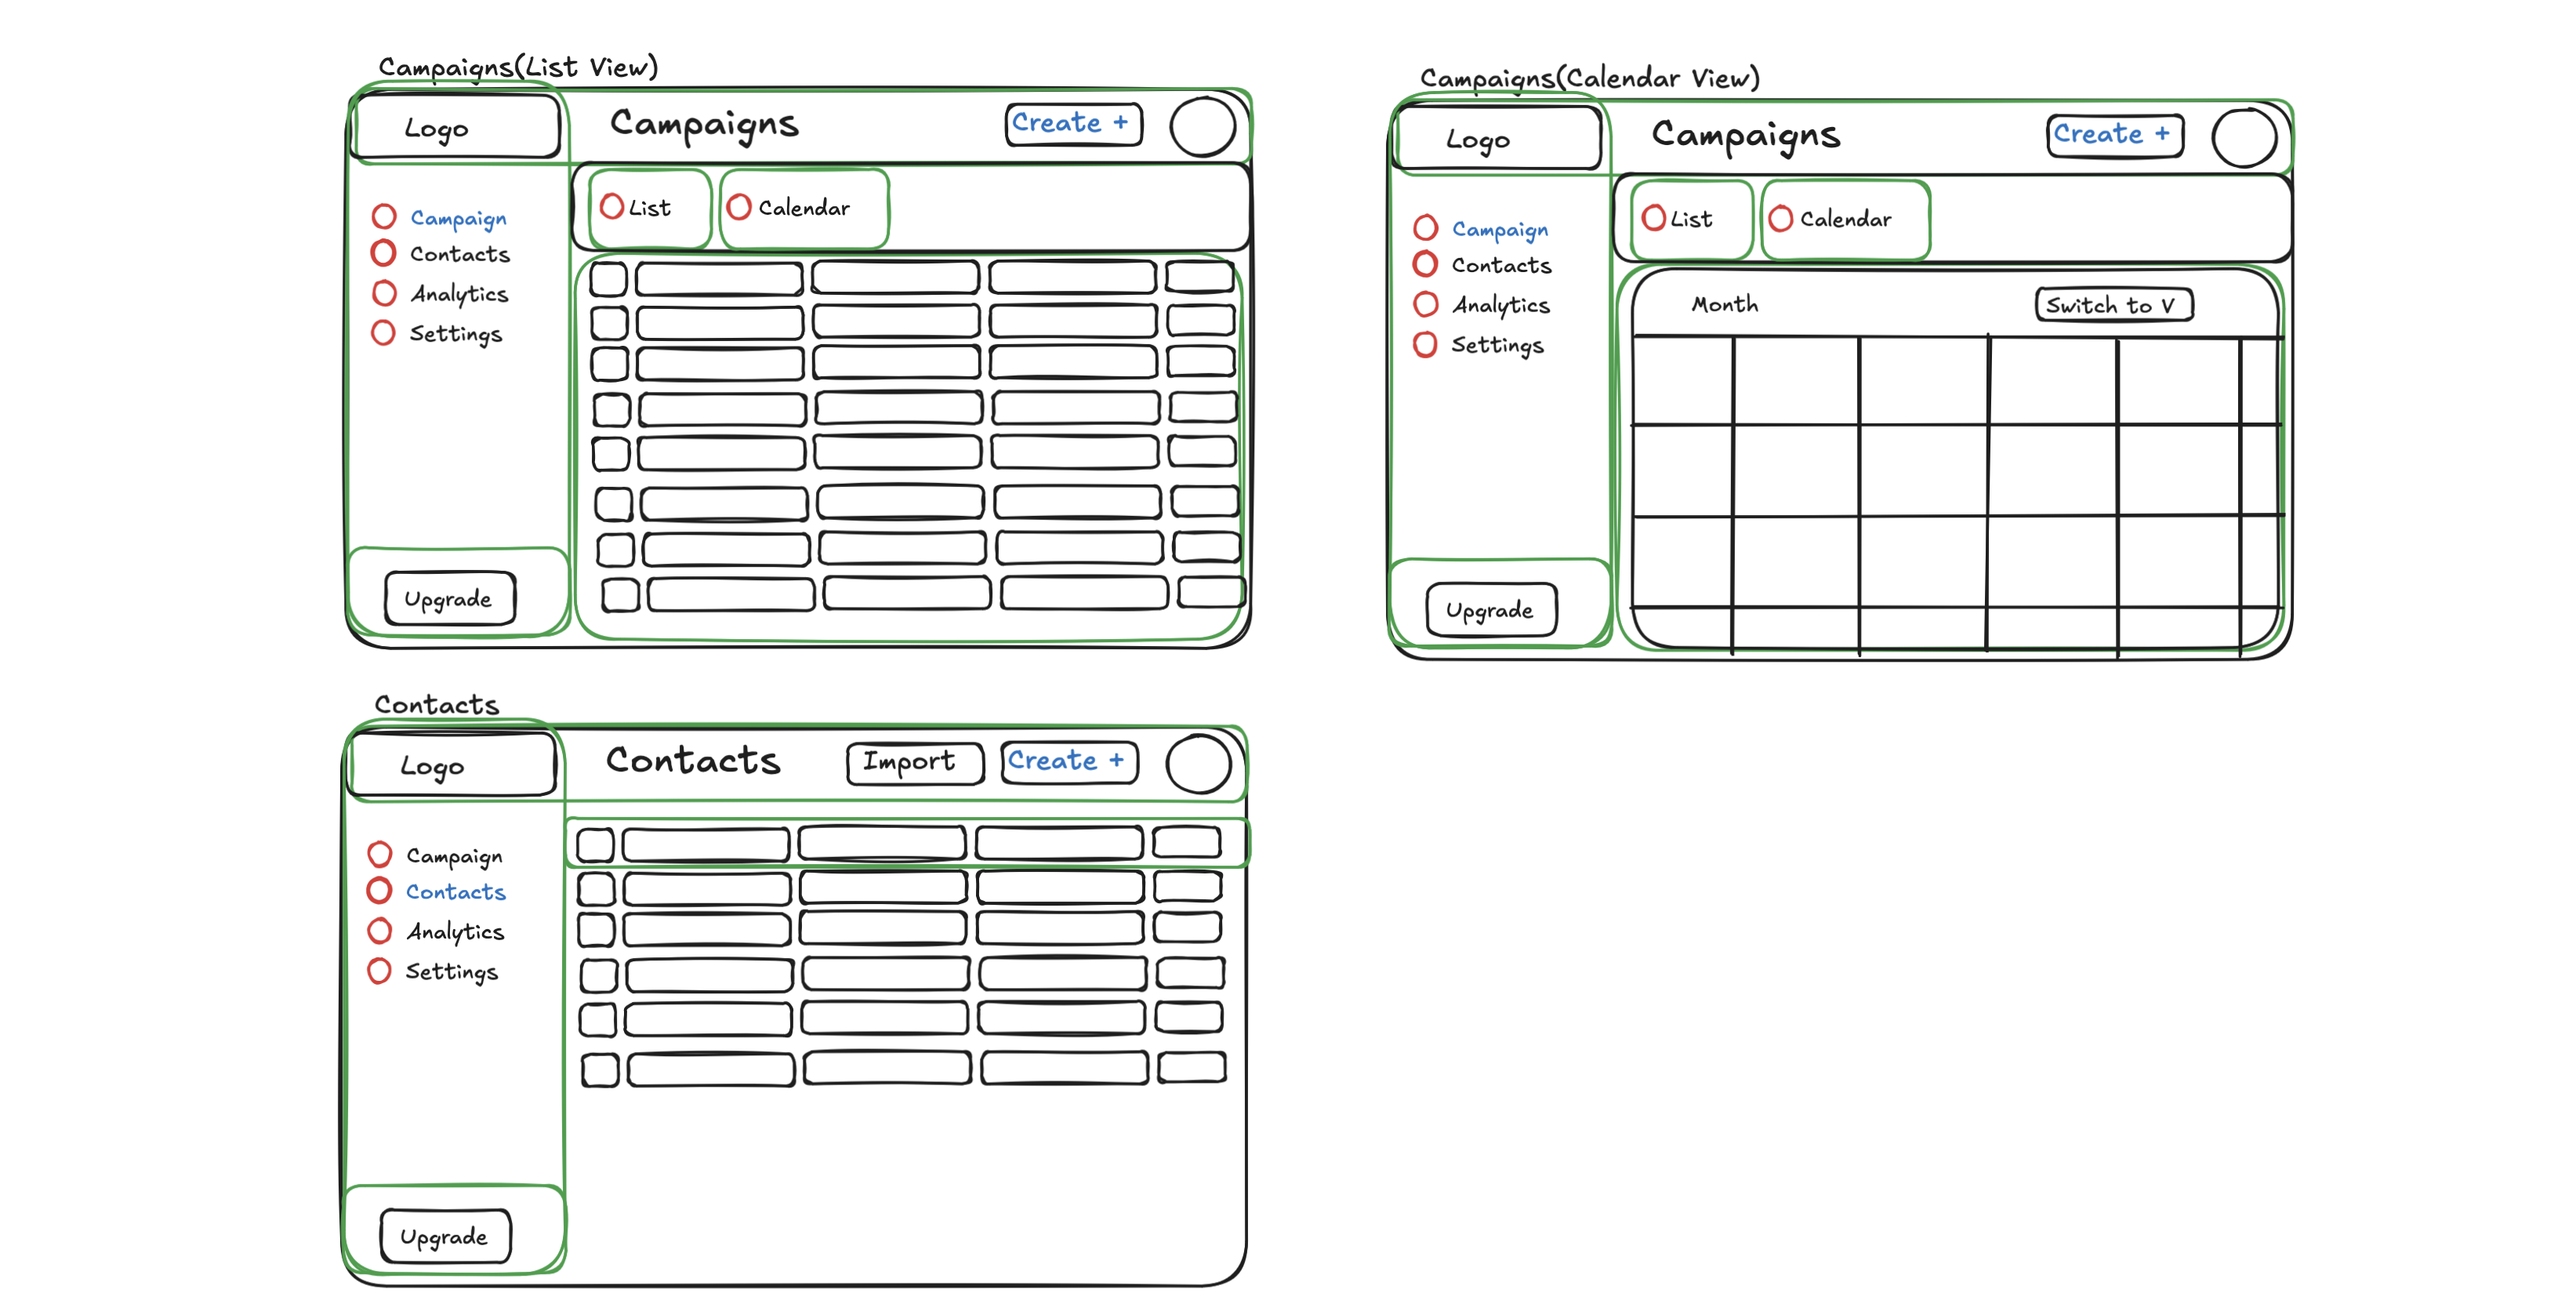 Campaigns(List View)
Logo
Campaigns
Create +
List
Calendar
Campaign
Contacts
Analytics
Settings
Upgrade
Campaigns(Calendar View)
Logo
Campaigns
Create +
List
Calendar
Campaign
Contacts
Analytics
Settings
Month
Switch to V
Upgrade
Contacts
Logo
Contacts
Import
Create +
Campaign
Contacts
Analytics
Settings
Upgrade